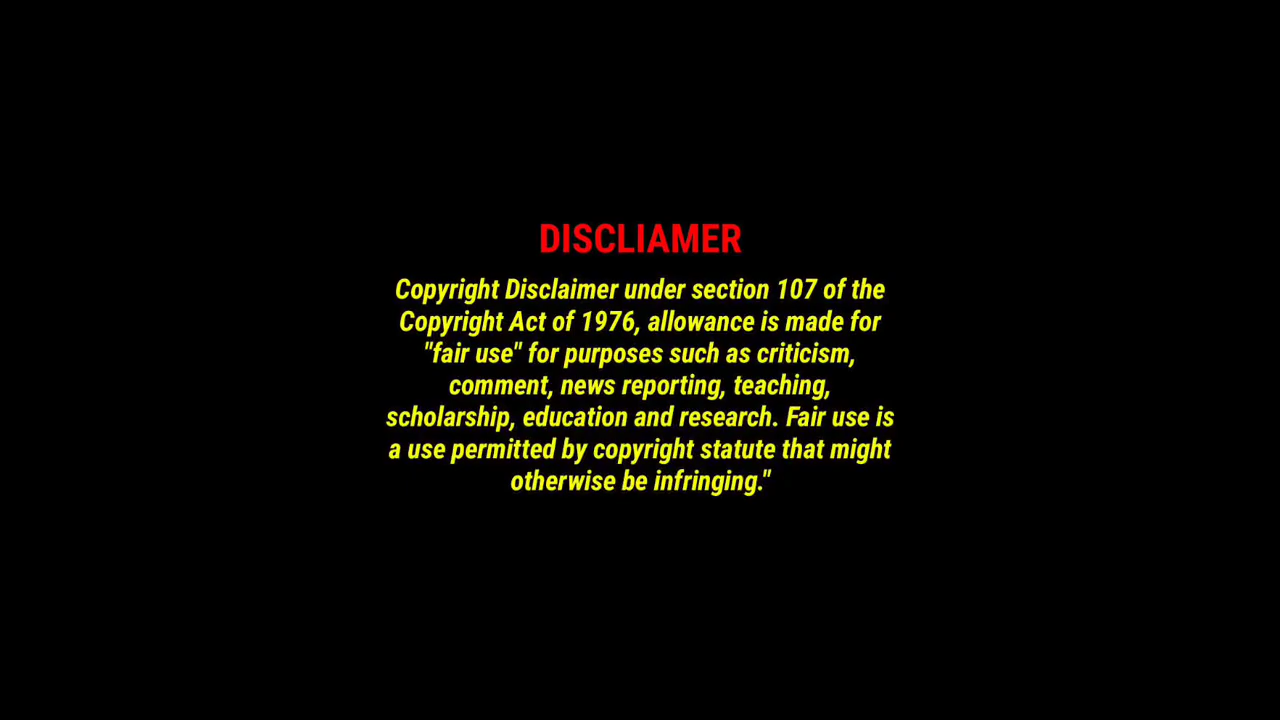 DISCLIAMER
Copyright Disclaimer under section 107 of the
Copyright Act of 1976, allowance is made for
"fair use" for purposes such as criticism,
comment, news reporting, teaching,
scholarship, education and research. Fair use is
a use permitted by copyright statute that might
otherwise be infringing."